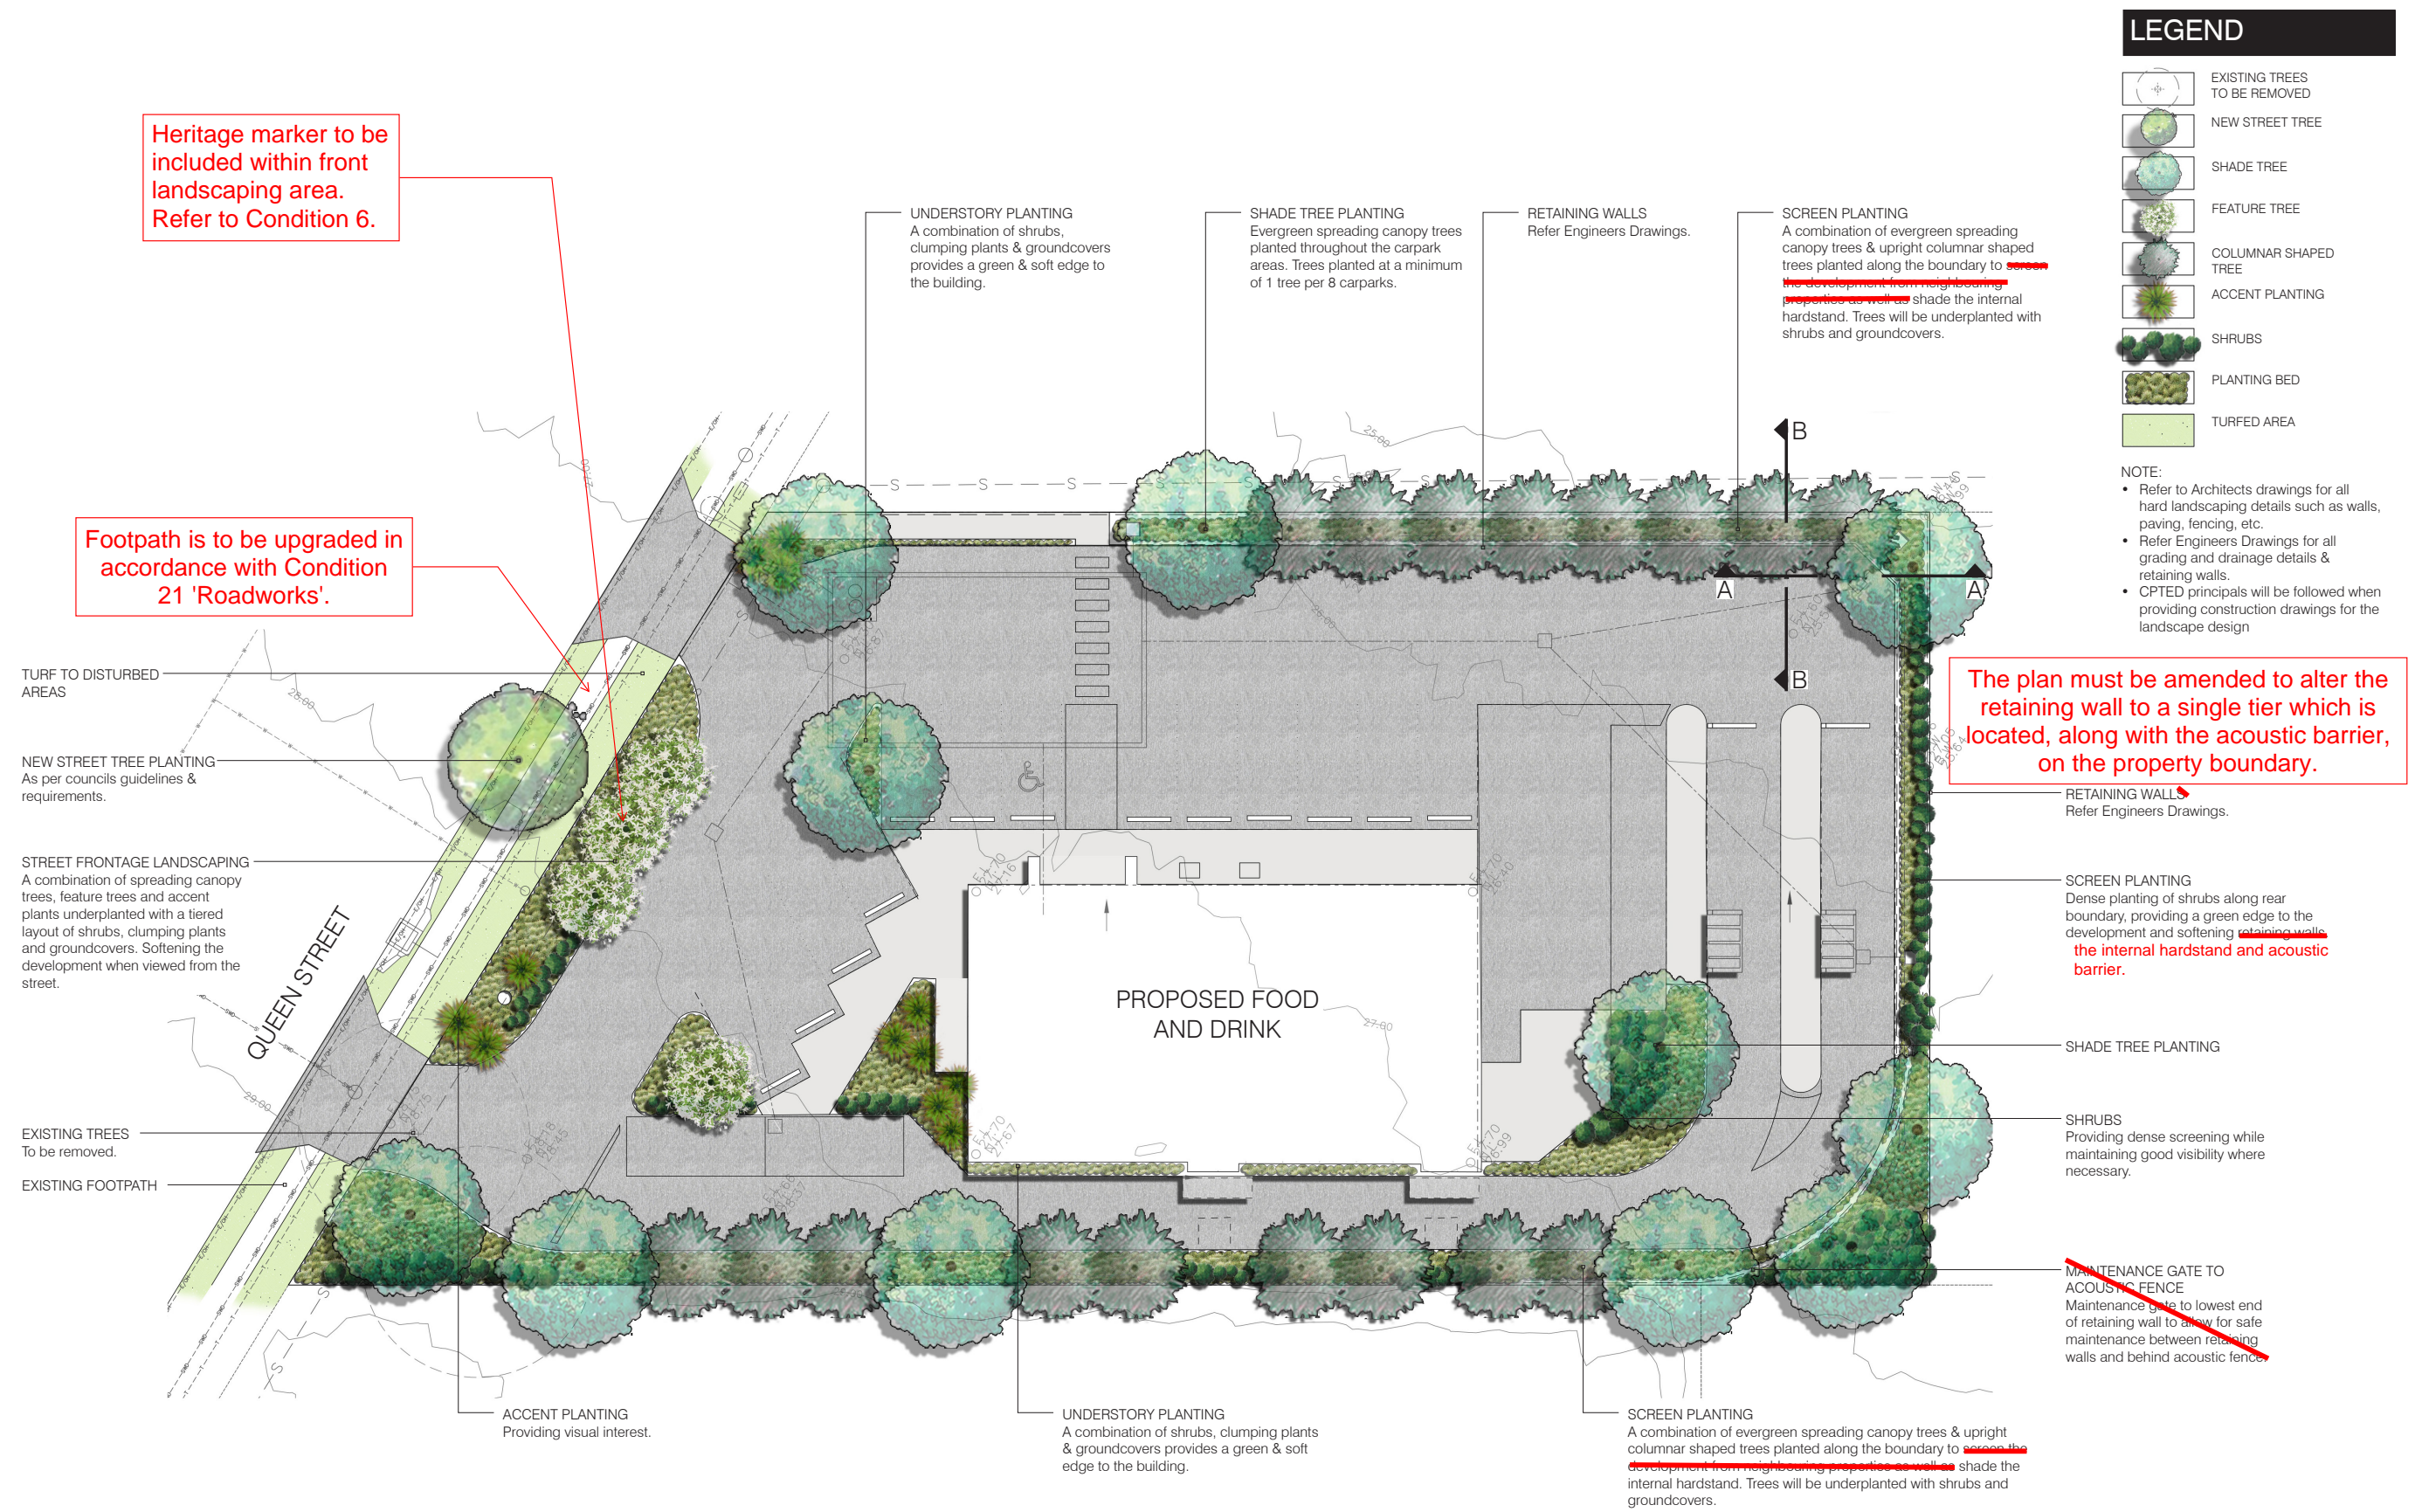 LEGEND
EXISTING TREES
TO BE REMOVED
NEW STREET TREE
SHADE TREE
FEATURE TREE
COLUMNAR SHAPED
TREE
ACCENT PLANTING
SHRUBS
PLANTING BED
TURFED AREA
NOTE:
• Refer to Architects drawings for all
hard landscaping details such as walls,
paving, fencing, etc.
• Refer Engineers Drawings for all
grading and drainage details &
retaining walls.
• CPTED principals will be followed when
providing construction drawings for the
landscape design
Heritage marker to be
included within front
landscaping area.
Refer to Condition 6.
UNDERSTORY PLANTING
A combination of shrubs,
clumping plants & groundcovers
provides a green & soft edge to
the building.
SHADE TREE PLANTING
Evergreen spreading canopy trees
planted throughout the carpark
areas. Trees planted at a minimum
of 1 tree per 8 carparks.
RETAINING WALLS
Refer Engineers Drawings.
SCREEN PLANTING
A combination of evergreen spreading
canopy trees & upright columnar shaped
trees planted along the boundary to screen
the development from neighbouring
properties as well as shade the internal
hardstand. Trees will be underplanted with
shrubs and groundcovers.
Footpath is to be upgraded in
accordance with Condition
21 'Roadworks'.
TURF TO DISTURBED
AREAS
NEW STREET TREE PLANTING
As per councils guidelines &
requirements.
STREET FRONTAGE LANDSCAPING
A combination of spreading canopy
trees, feature trees and accent
plants underplanted with a tiered
layout of shrubs, clumping plants
and groundcovers. Softening the
development when viewed from the
street.
EXISTING TREES
To be removed.
EXISTING FOOTPATH
QUEEN STREET
B
A
A
B
25.00
26.00
27.00
28.00
29.00
PROPOSED FOOD
AND DRINK
The plan must be amended to alter the
retaining wall to a single tier which is
located, along with the acoustic barrier,
on the property boundary.
RETAINING WALLS
Refer Engineers Drawings.
SCREEN PLANTING
Dense planting of shrubs along rear
boundary, providing a green edge to the
development and softening retaining walls.
the internal hardstand and acoustic
barrier.
SHADE TREE PLANTING
SHRUBS
Providing dense screening while
maintaining good visibility where
necessary.
MAINTENANCE GATE TO
ACOUSTIC FENCE
Maintenance gate to lowest end
of retaining wall to allow for safe
maintenance between retaining
walls and behind acoustic fence.
ACCENT PLANTING
Providing visual interest.
UNDERSTORY PLANTING
A combination of shrubs, clumping plants
& groundcovers provides a green & soft
edge to the building.
SCREEN PLANTING
A combination of evergreen spreading canopy trees & upright
columnar shaped trees planted along the boundary to screen the
development from neighbouring properties as well as shade the
internal hardstand. Trees will be underplanted with shrubs and
groundcovers.